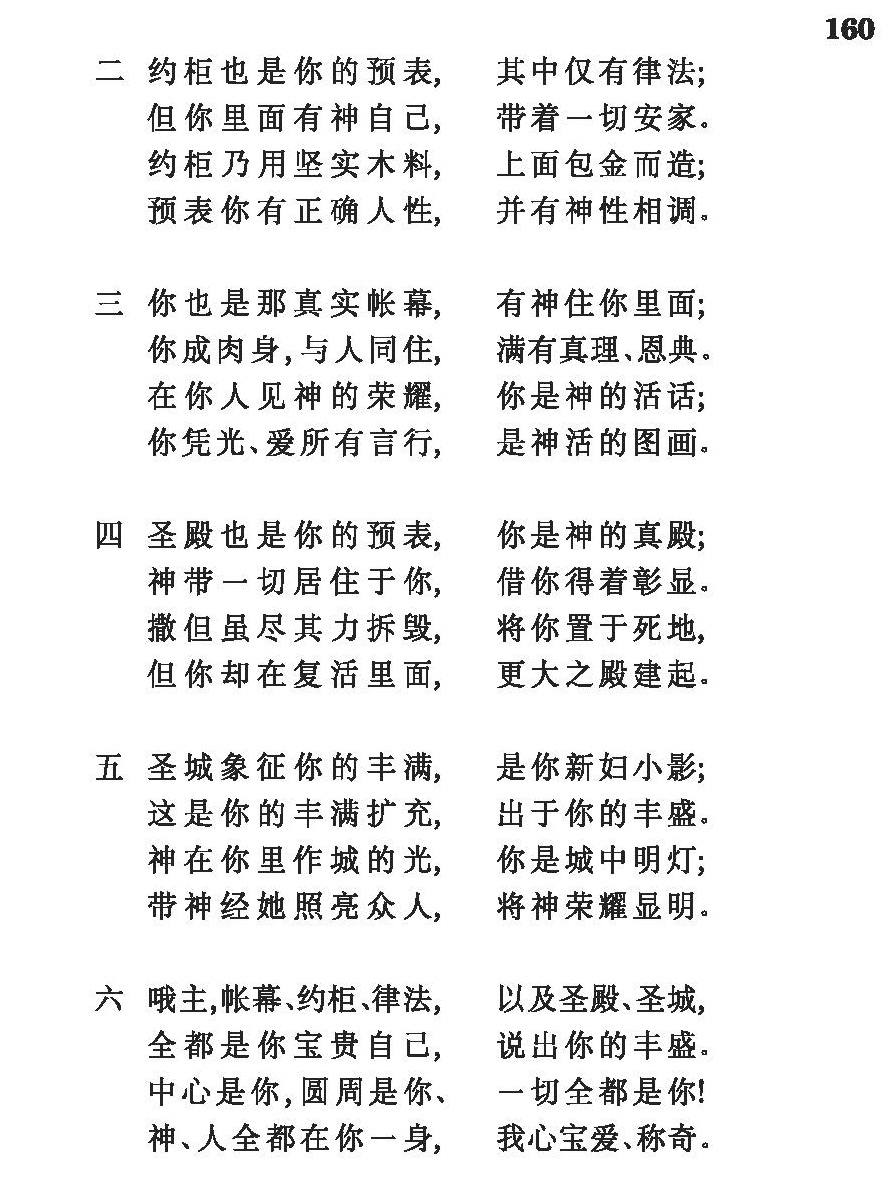 160
二 约柜也是你的预表, 其中仅有律法;
但你里面有神自己, 带着一切安家。
约柜乃用坚实木料, 上面包金而造;
预表你有正确人性, 并有神性相调。
三 你也是那真实帐幕, 有神住你里面;
你成肉身,与人同住, 满有真理、恩典。
在你人见神的荣耀, 你是神的活话;
你凭光、爱所有言行, 是神活的图画。
四 圣殿也是你的预表, 你是神的真殿;
神带一切居住于你, 借你得着彰显。
撒但虽尽其力拆毁, 将你置于死地,
但你却在复活里面, 更大之殿建起。
五 圣城象征你的丰满, 是你新妇小影;
这是你的丰满扩充, 出于你的丰盛。
神在你里作城的光, 你是城中明灯;
带神经她照亮众人, 将神荣耀显明。
六 哦主,帐幕、约柜、律法, 以及圣殿、圣城,
全都是你宝贵自己, 说出你的丰盛。
中心是你,圆周是你、 一切全都是你!
神、人全都在你一身, 我心宝爱、称奇。